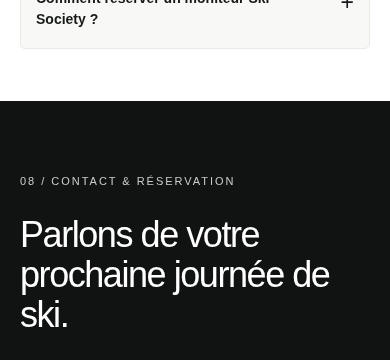 Comment réserver un moniteur Ski
Society ?
+
08 / CONTACT & RÉSERVATION
Parlons de votre
prochaine journée de
ski.